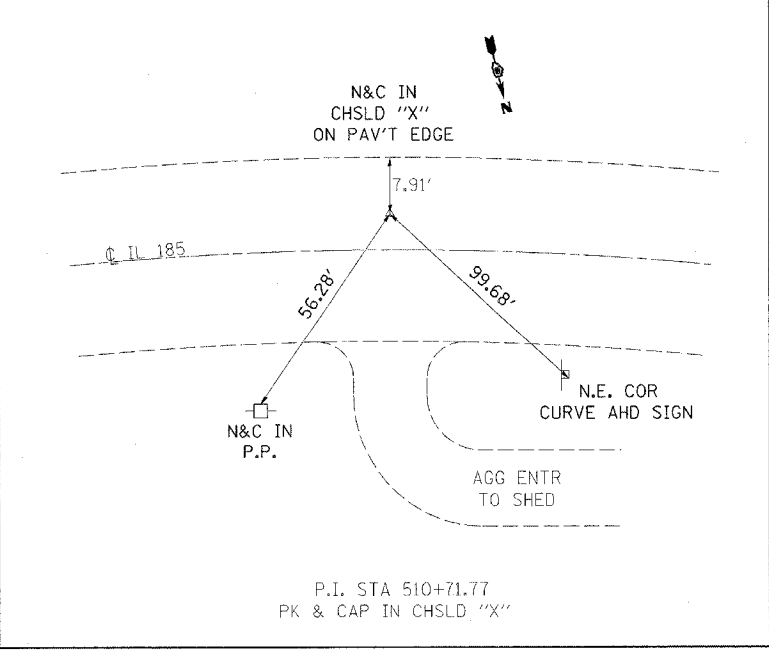 N
N&C IN
CHSLD "X"
ON PAV'T EDGE
7.91'
℄ IL 185
56.28'
99.68'
N&C IN
P.P.
N.E. COR
CURVE AHD SIGN
AGG ENTR
TO SHED
P.I. STA 510+71.77
PK & CAP IN CHSLD "X"